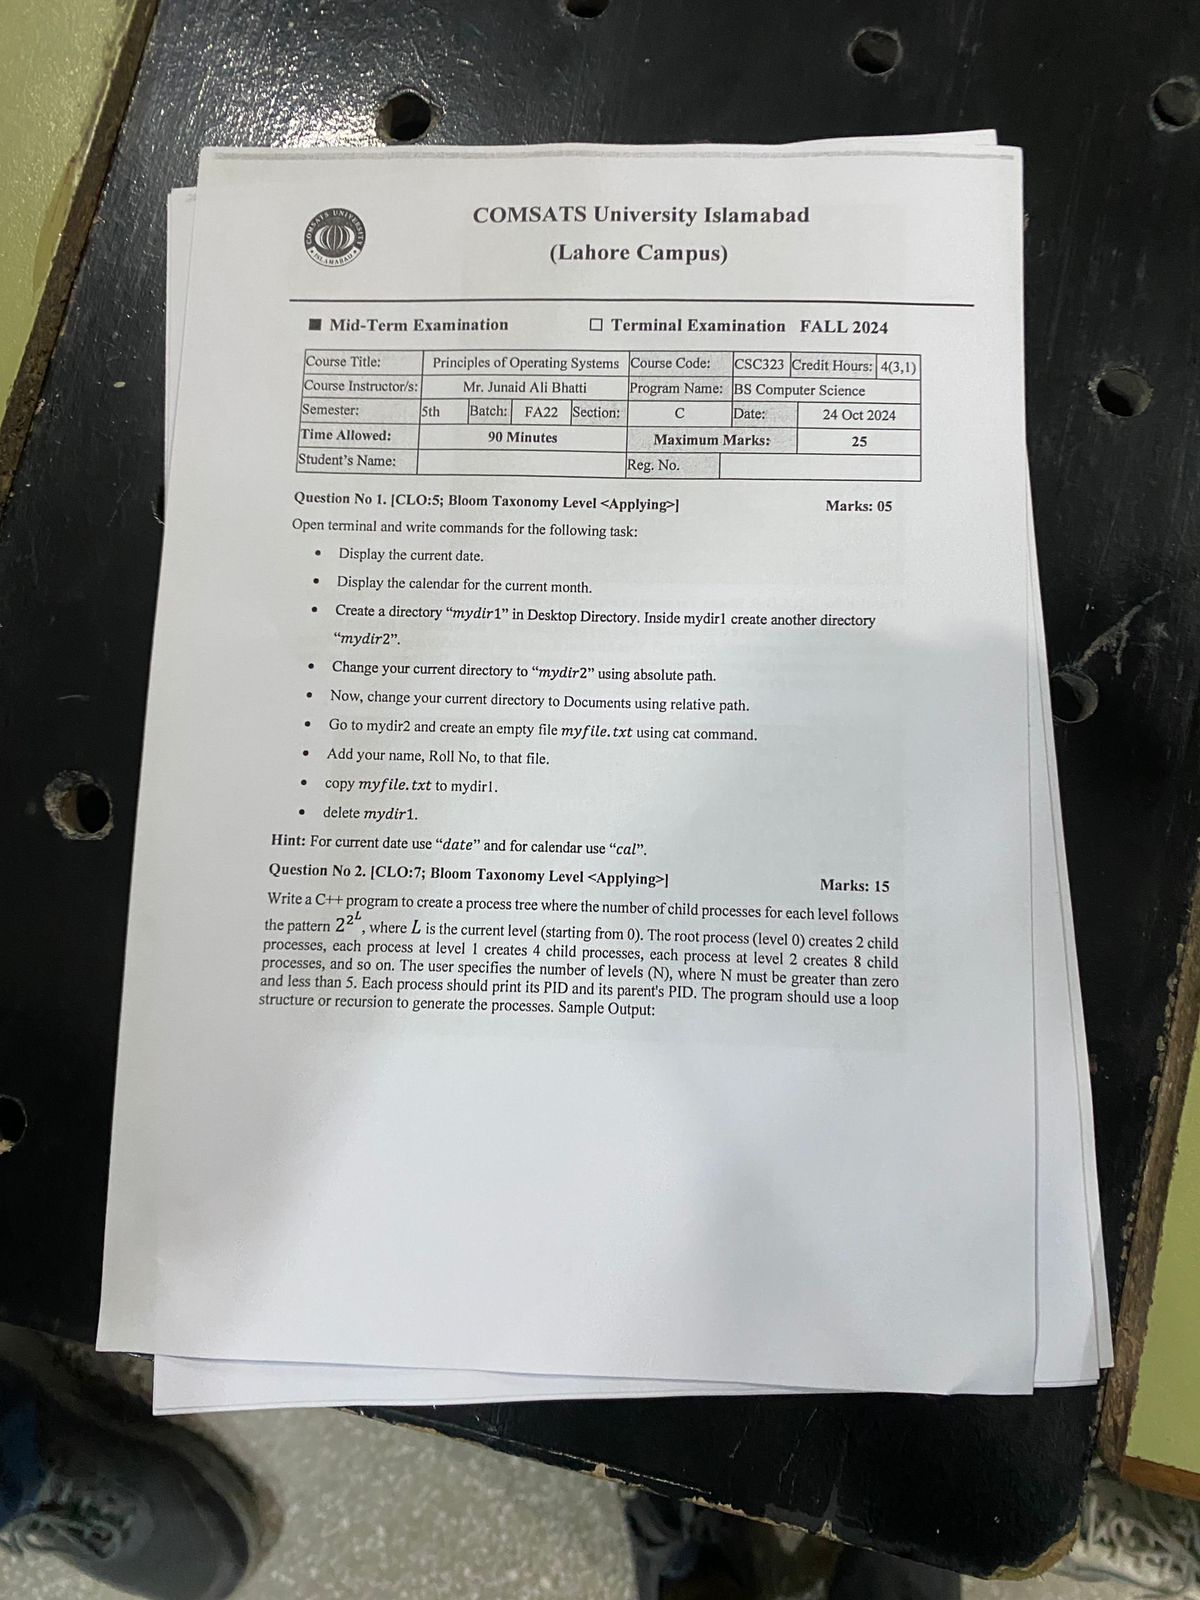 COMSATS UNIVERSITY
ISLAMABAD
COMSATS University Islamabad
(Lahore Campus)
■ Mid-Term Examination ☐ Terminal Examination FALL 2024
Course Title: Principles of Operating Systems Course Code: CSC323 Credit Hours: 4(3,1)
Course Instructor/s: Mr. Junaid Ali Bhatti Program Name: BS Computer Science
Semester: 5th Batch: FA22 Section: C Date: 24 Oct 2024
Time Allowed: 90 Minutes Maximum Marks: 25
Student's Name: Reg. No.
Question No 1. [CLO:5; Bloom Taxonomy Level <Applying>] Marks: 05
Open terminal and write commands for the following task:
• Display the current date.
• Display the calendar for the current month.
• Create a directory “mydir1” in Desktop Directory. Inside mydir1 create another directory
“mydir2”.
• Change your current directory to “mydir2” using absolute path.
• Now, change your current directory to Documents using relative path.
• Go to mydir2 and create an empty file myfile.txt using cat command.
• Add your name, Roll No, to that file.
• copy myfile.txt to mydir1.
• delete mydir1.
Hint: For current date use “date” and for calendar use “cal”.
Question No 2. [CLO:7; Bloom Taxonomy Level <Applying>] Marks: 15
Write a C++ program to create a process tree where the number of child processes for each level follows
the pattern 2^2^L, where L is the current level (starting from 0). The root process (level 0) creates 2 child
processes, each process at level 1 creates 4 child processes, each process at level 2 creates 8 child
processes, and so on. The user specifies the number of levels (N), where N must be greater than zero
and less than 5. Each process should print its PID and its parent's PID. The program should use a loop
structure or recursion to generate the processes. Sample Output: